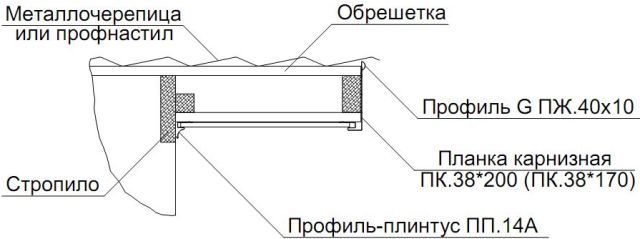 Металлочерепица
или профнастил
Обрешетка
Профиль G ПЖ.40х10
Планка карнизная
ПК.38*200 (ПК.38*170)
Стропило
Профиль-плинтус ПП.14А